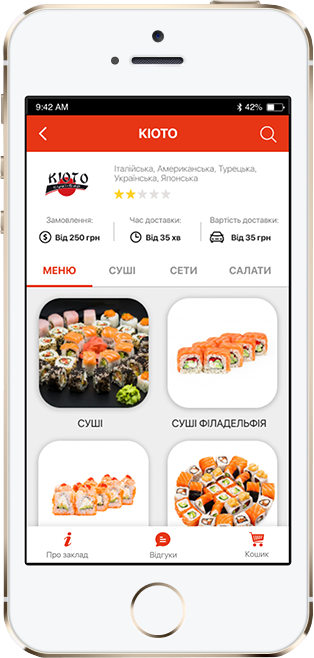 9:42 AM
42%
КІОТО
КІОТО
Італійська, Американська, Турецька,
Українська, Японська
Замовлення:
Час доставки:
Вартість доставки:
Від 250 грн
Від 35 хв
Від 35 грн
МЕНЮ
СУШІ
СЕТИ
САЛАТИ
СУШІ
СУШІ ФІЛАДЕЛЬФІЯ
Про заклад
Відгуки
Кошик